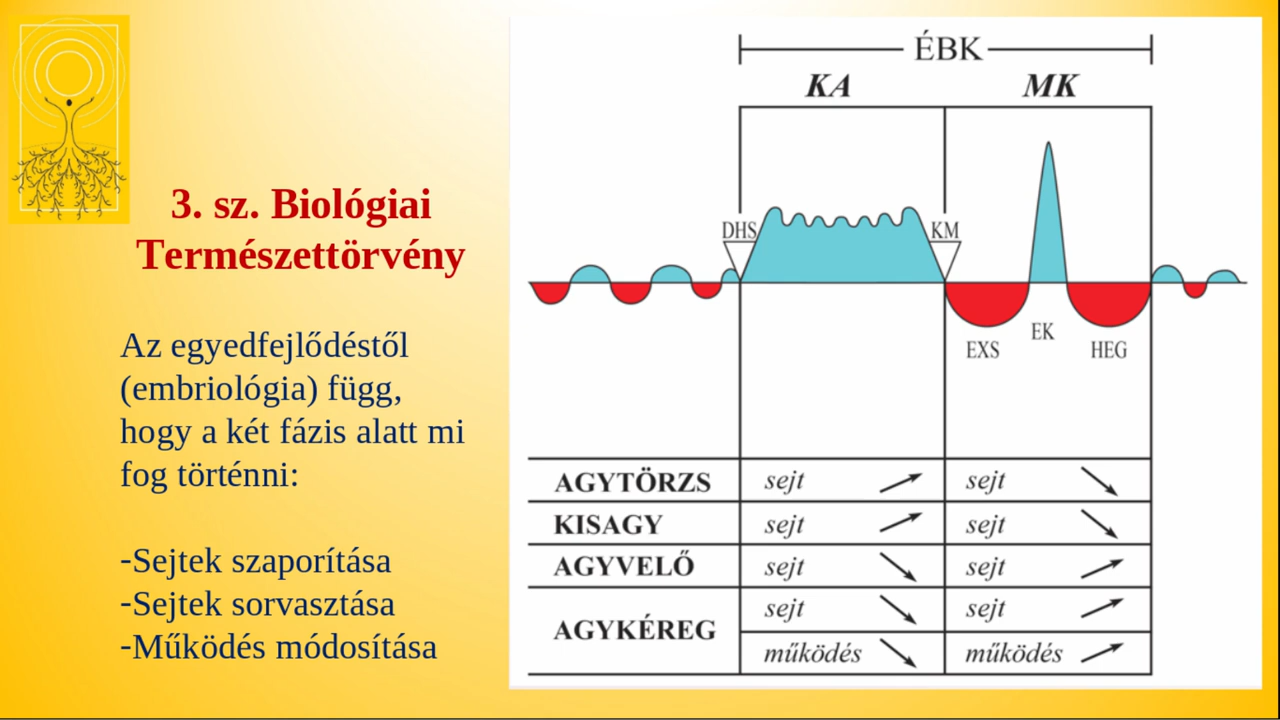 3. sz. Biológiai
Természettörvény
Az egyedfejlődéstől
(embriológia) függ,
hogy a két fázis alatt mi
fog történni:
-Sejtek szaporítása
-Sejtek sorvasztása
-Működés módosítása
ÉBK
KA MK
DHS KM
EXS EK HEG
AGYTÖRZS sejt sejt
KISAGY sejt sejt
AGYVELŐ sejt sejt
AGYKÉREG sejt sejt
működés működés